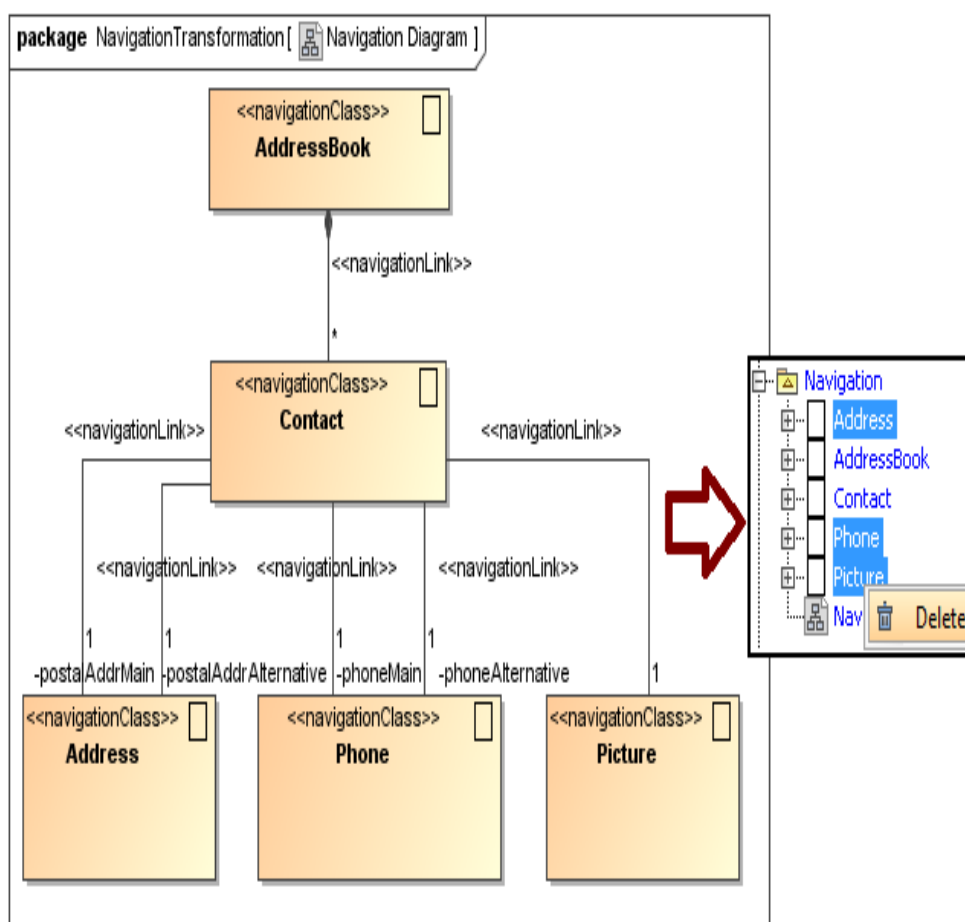 package NavigationTransformation [ Navigation Diagram ]
<<navigationClass>>
AddressBook
<<navigationLink>>
*
<<navigationClass>>
Contact
<<navigationLink>>
<<navigationLink>>
<<navigationLink>>
<<navigationLink>>
<<navigationLink>>
1
1
1
1
-postalAddrMain
-postalAddrAlternative
-phoneMain
-phoneAlternative
1
<<navigationClass>>
Address
<<navigationClass>>
Phone
<<navigationClass>>
Picture
Navigation
Address
AddressBook
Contact
Phone
Picture
Nav
Delete